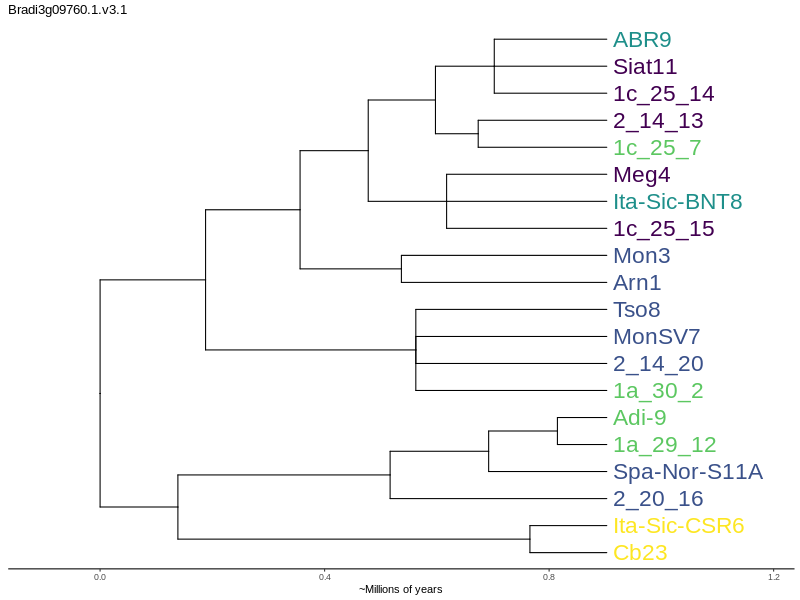 Bradi3g09760.1.v3.1
ABR9
Siat11
1c_25_14
2_14_13
1c_25_7
Meg4
Ita-Sic-BNT8
1c_25_15
Mon3
Arn1
Tso8
MonSV7
2_14_20
1a_30_2
Adi-9
1a_29_12
Spa-Nor-S11A
2_20_16
Ita-Sic-CSR6
Cb23
0.0 0.4 0.8 1.2
~Millions of years